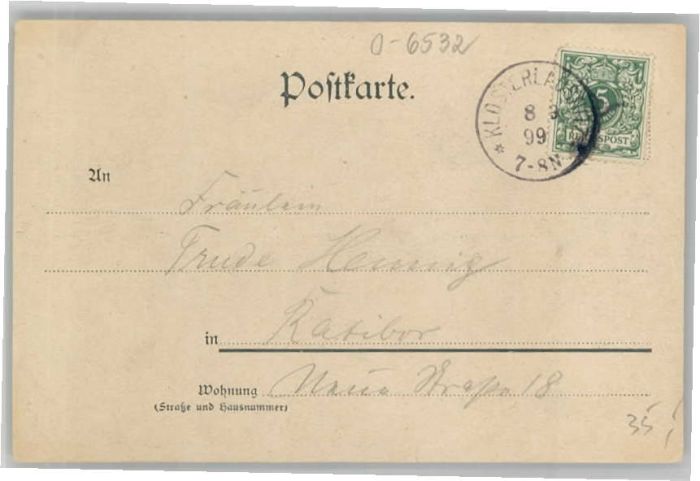 0-6532
Postkarte.
* KLOSTERLAUSNITZ
8 3
99
7-8N
5
REICHSPOST
An
Fräulein
Trude Hennig
in Ratibor
Wohnung Neue Straße 18
(Straße und Hausnummer)
35,-